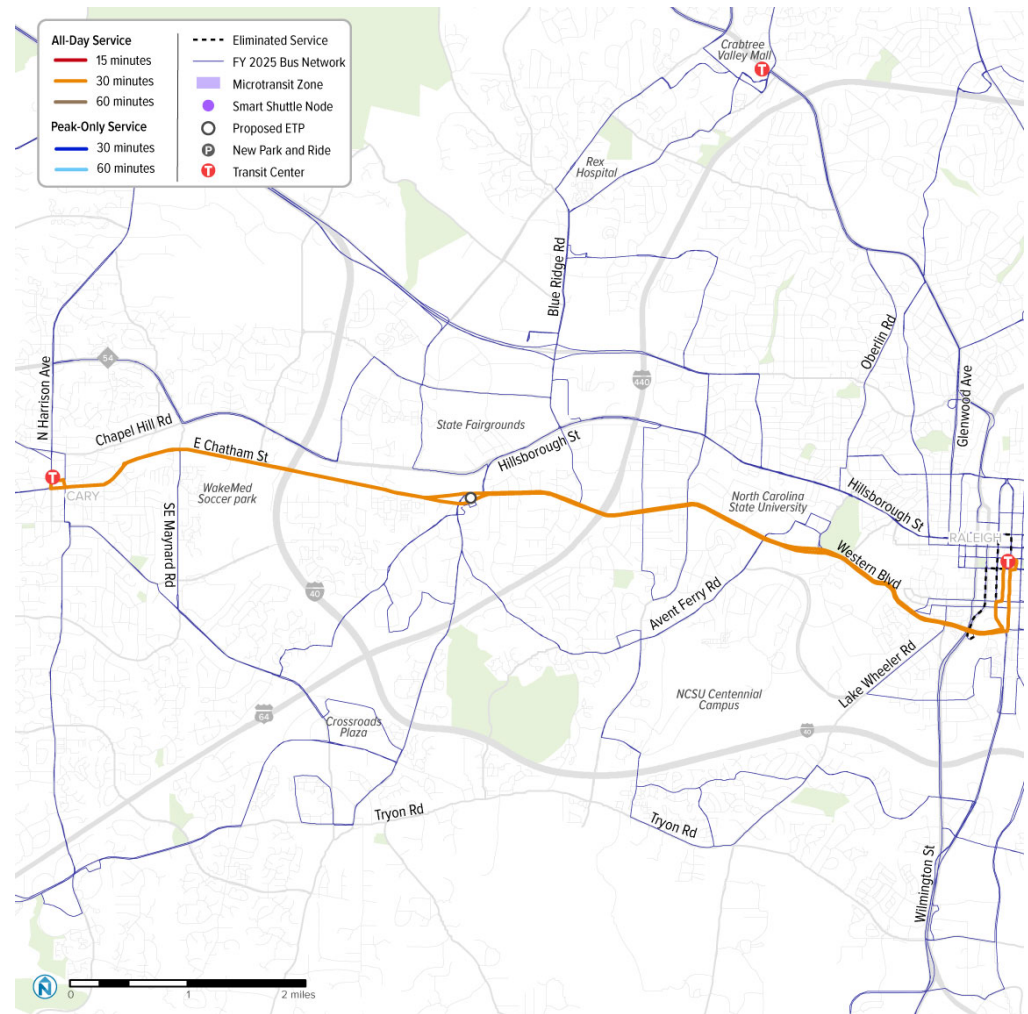 All-Day Service
15 minutes
30 minutes
60 minutes
Peak-Only Service
30 minutes
60 minutes
Eliminated Service
FY 2025 Bus Network
Microtransit Zone
Smart Shuttle Node
Proposed ETP
P
New Park and Ride
T
Transit Center
Crabtree
Valley Mall
T
Rex
Hospital
Blue Ridge Rd
Oberlin Rd
Glenwood Ave
N Harrison Ave
54
440
Chapel Hill Rd
State Fairgrounds
Hillsborough St
E Chatham St
T
CARY
WakeMed
Soccer park
SE Maynard Rd
North Carolina
State University
Hillsborough St
RALEIGH
T
Western Blvd
40
Avent Ferry Rd
Lake Wheeler Rd
NCSU Centennial
Campus
64
Crossroads
Plaza
40
Tryon Rd
Tryon Rd
Wilmington St
N
0 1 2 miles